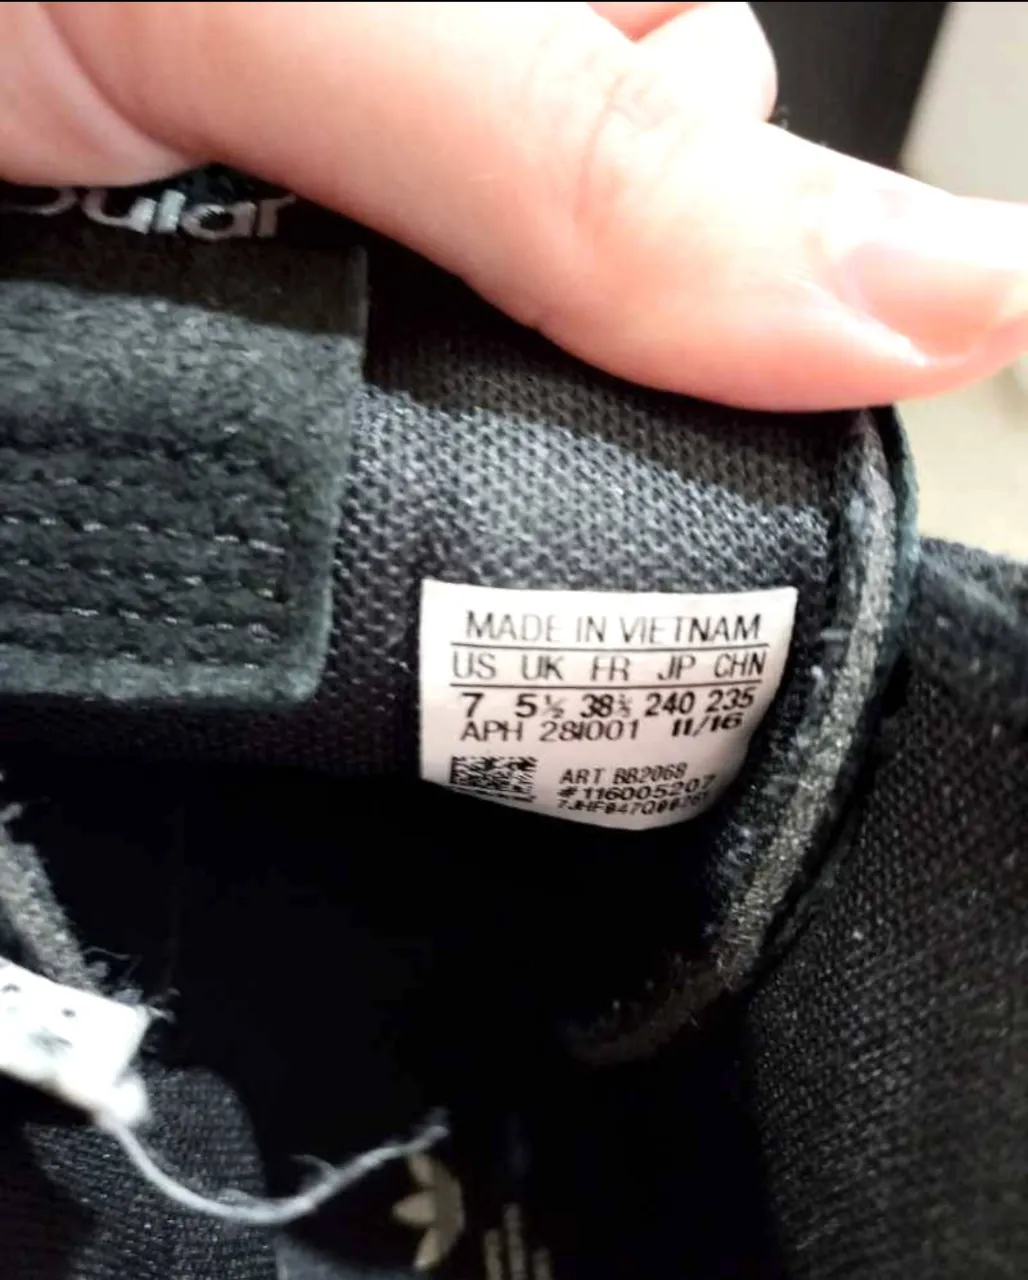 MADE IN VIETNAM
US UK FR JP CHN
7 5½ 38⅔ 240 235
APH 28I001 11/16
ART BB2068
#116005207